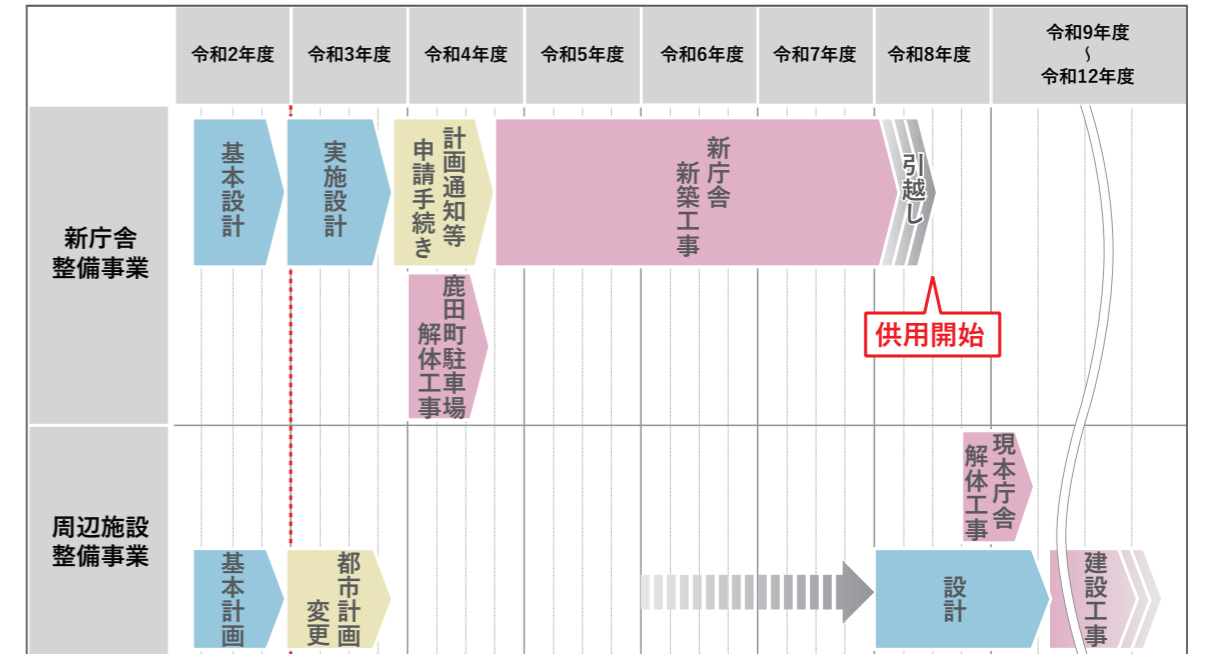 令和2年度
令和3年度
令和4年度
令和5年度
令和6年度
令和7年度
令和8年度
令和9年度
～
令和12年度
新庁舎
整備事業
基本設計
実施設計
計画通知等
申請手続き
新庁舎
新築工事
引越し
鹿田町駐車場
解体工事
供用開始
周辺施設
整備事業
現本庁舎
解体工事
基本計画
都市計画
変更
設計
建設工事